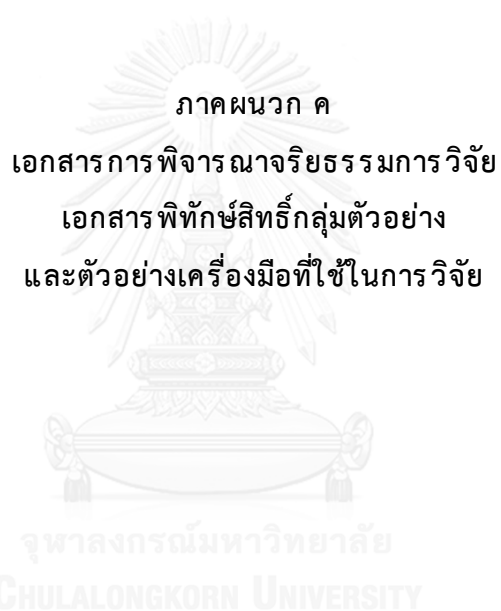 ภาคผนวก ค
เอกสารการพิจารณาจริยธรรมการวิจัย
เอกสารพิทักษ์สิทธิ์กลุ่มตัวอย่าง
และตัวอย่างเครื่องมือที่ใช้ในการวิจัย
จุฬาลงกรณ์มหาวิทยาลัย
CHULALONGKORN UNIVERSITY